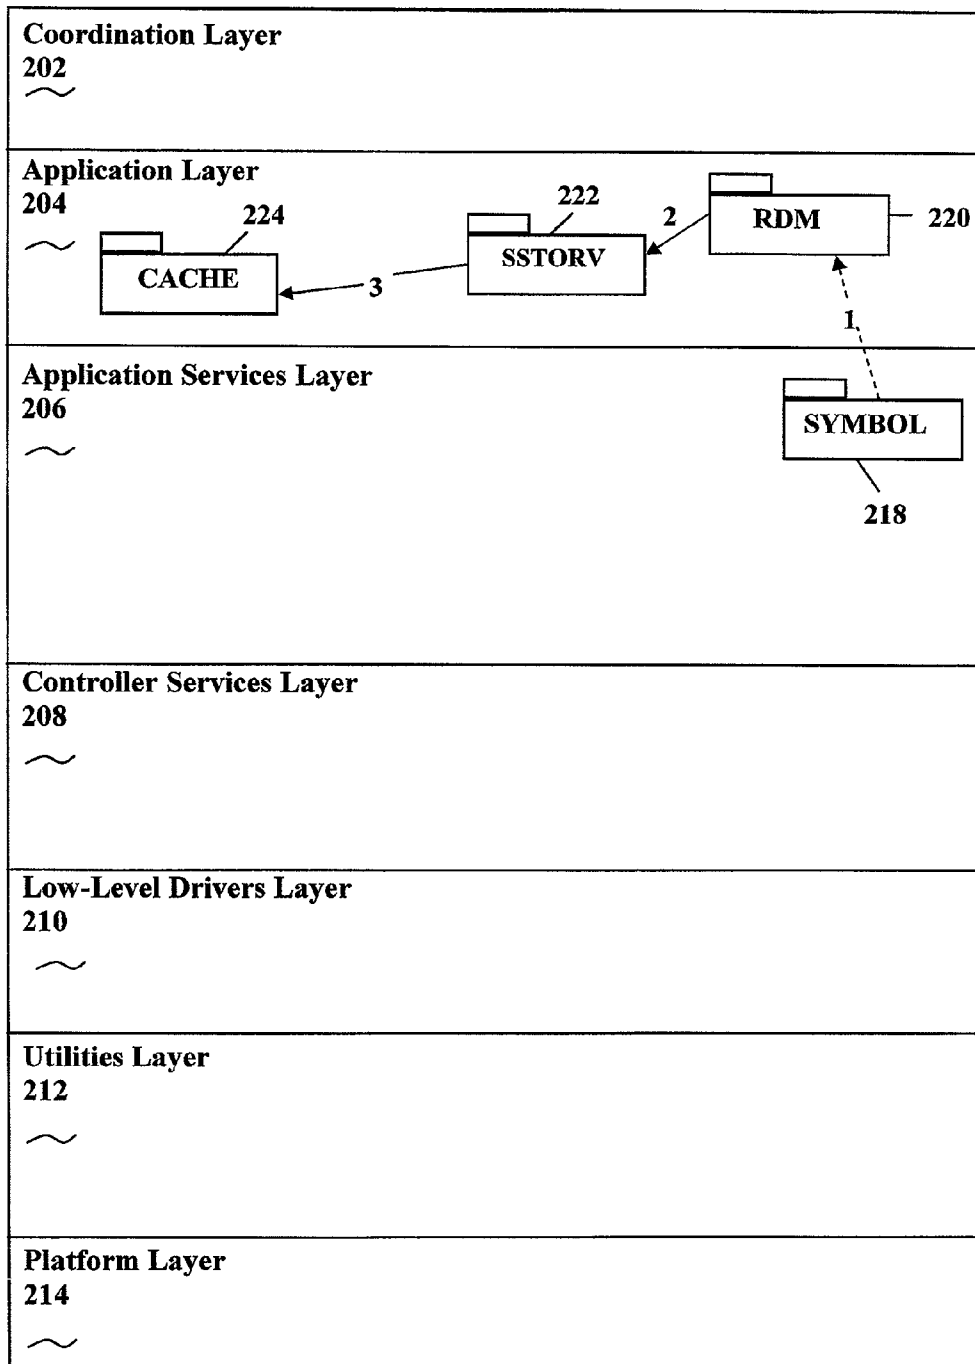 Coordination Layer
202
Application Layer
204
224
222
2
RDM
220
SSTORV
CACHE
3
1
Application Services Layer
206
SYMBOL
218
Controller Services Layer
208
Low-Level Drivers Layer
210
Utilities Layer
212
Platform Layer
214